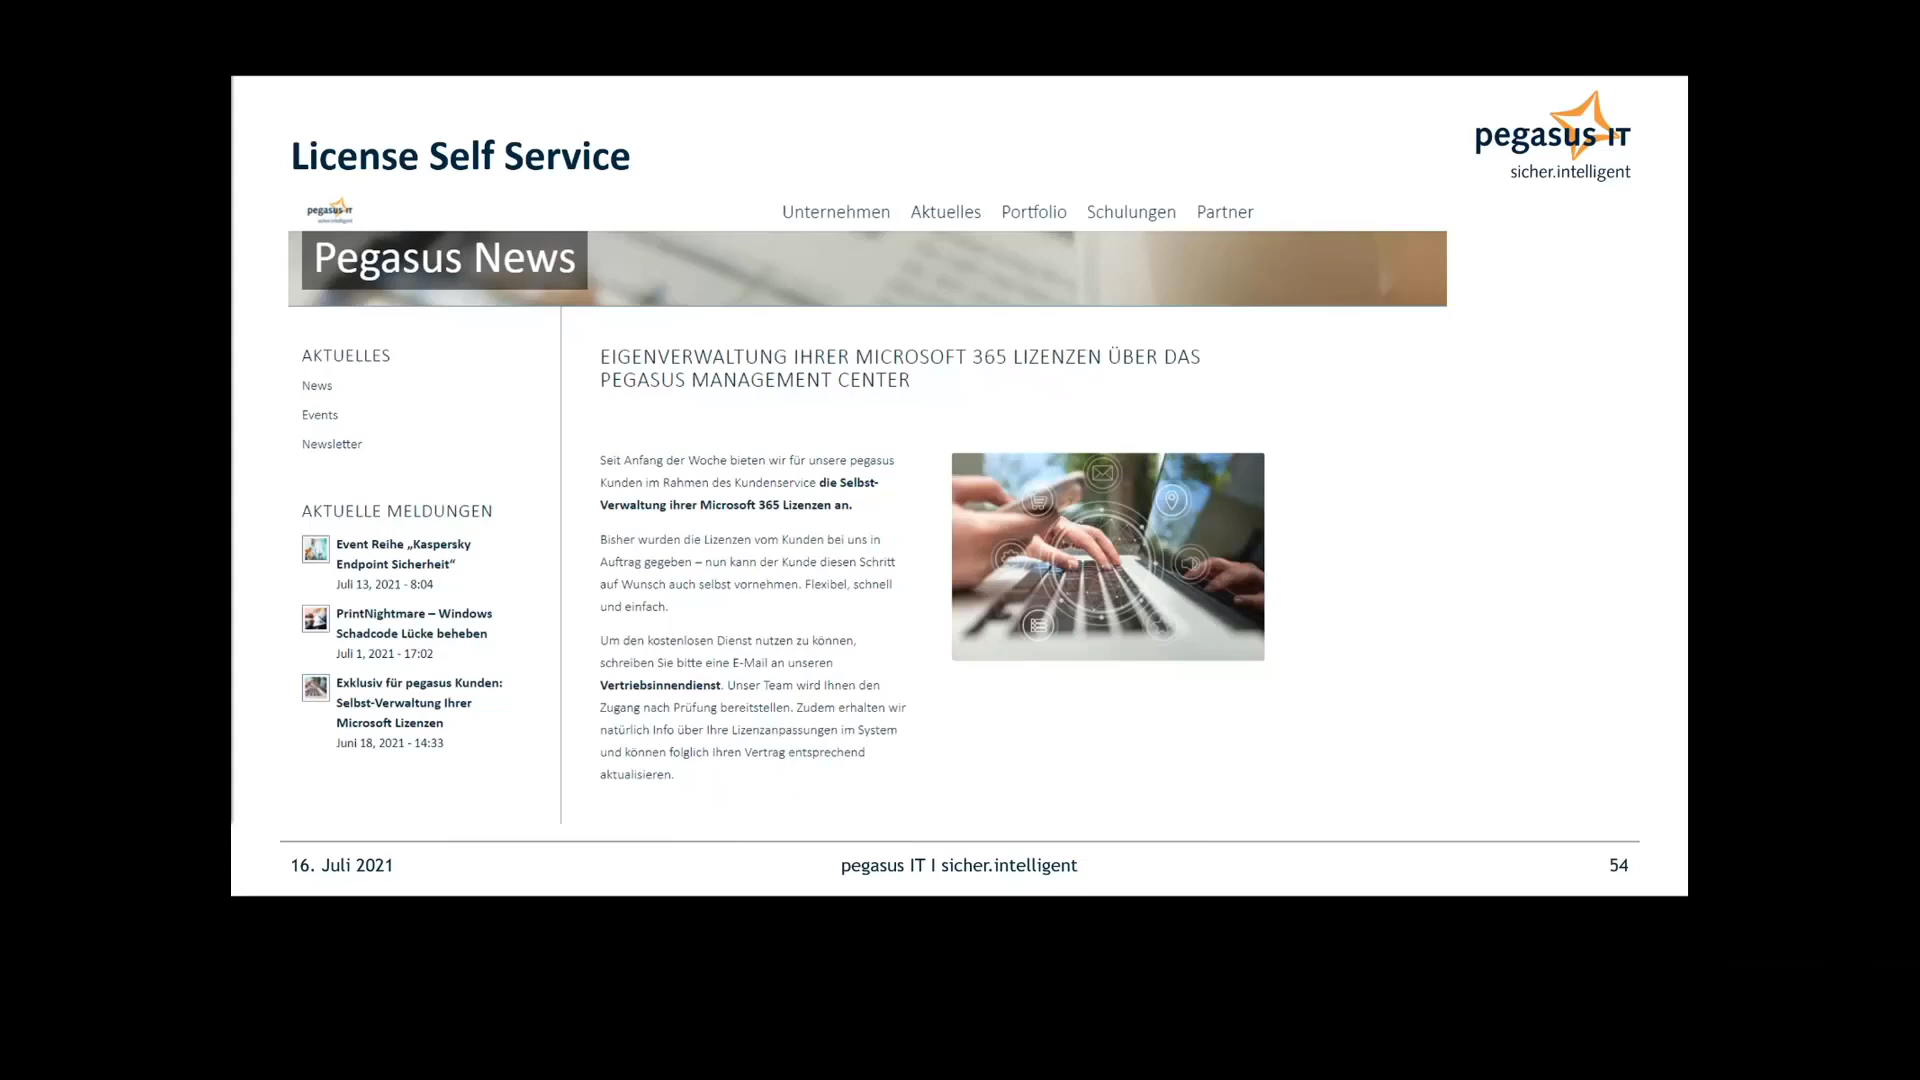 License Self Service
pegasus IT
sicher.intelligent
pegasus IT
sicher.intelligent
Unternehmen Aktuelles Portfolio Schulungen Partner
Pegasus News
AKTUELLES
News
Events
Newsletter
AKTUELLE MELDUNGEN
Event Reihe „Kaspersky
Endpoint Sicherheit“
Juli 13, 2021 - 8:04
PrintNightmare – Windows
Schadcode Lücke beheben
Juli 1, 2021 - 17:02
Exklusiv für pegasus Kunden:
Selbst-Verwaltung Ihrer
Microsoft Lizenzen
Juni 18, 2021 - 14:33
EIGENVERWALTUNG IHRER MICROSOFT 365 LIZENZEN ÜBER DAS
PEGASUS MANAGEMENT CENTER
Seit Anfang der Woche bieten wir für unsere pegasus
Kunden im Rahmen des Kundenservice die Selbst-
Verwaltung ihrer Microsoft 365 Lizenzen an.
Bisher wurden die Lizenzen vom Kunden bei uns in
Auftrag gegeben – nun kann der Kunde diesen Schritt
auf Wunsch auch selbst vornehmen. Flexibel, schnell
und einfach.
Um den kostenlosen Dienst nutzen zu können,
schreiben Sie bitte eine E-Mail an unseren
Vertriebsinnendienst. Unser Team wird Ihnen den
Zugang nach Prüfung bereitstellen. Zudem erhalten wir
natürlich Info über Ihre Lizenzanpassungen im System
und können folglich Ihren Vertrag entsprechend
aktualisieren.
16. Juli 2021
pegasus IT I sicher.intelligent
54